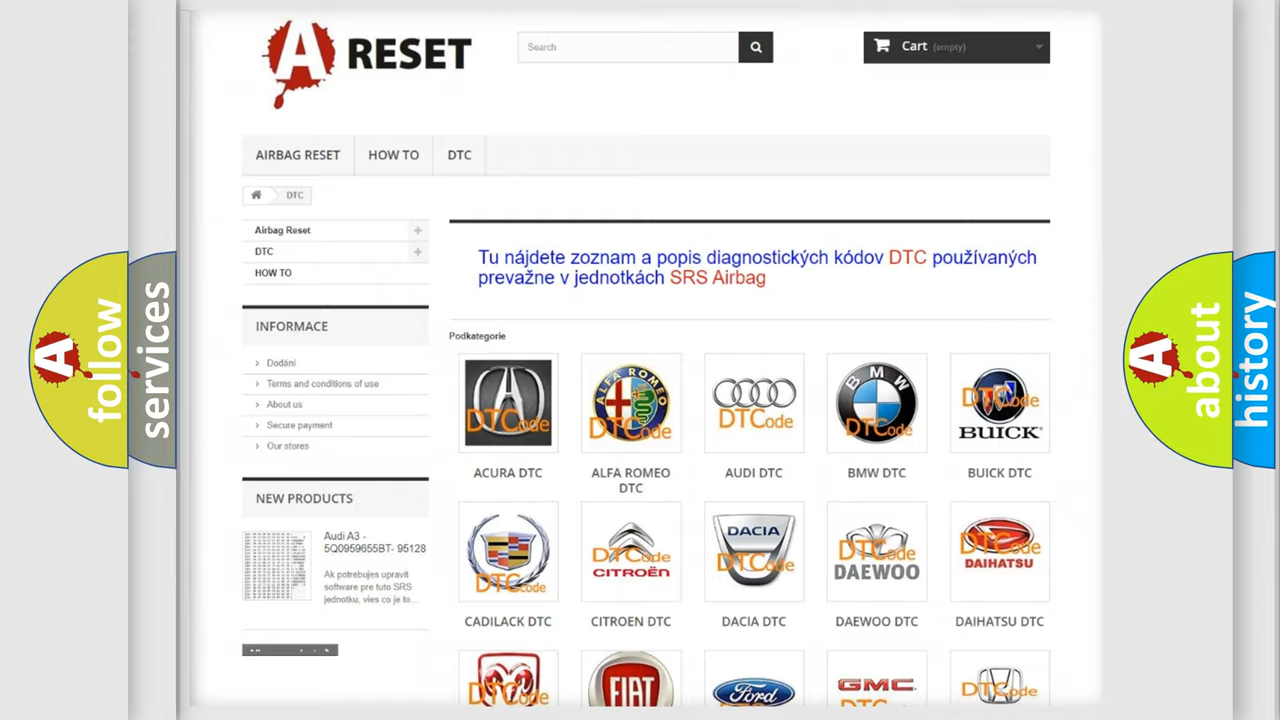 A RESET
Search
Cart (empty)
AIRBAG RESET
HOW TO
DTC
DTC
Airbag Reset
DTC
HOW TO
INFORMACE
Dodání
Terms and conditions of use
About us
Secure payment
Our stores
NEW PRODUCTS
Audi A3 -
5Q0959655BT- 95128
Ak potrebujes upravit
software pre tuto SRS
jednotku, vies co je to...
Tu nájdete zoznam a popis diagnostických kódov DTC používaných
prevažne v jednotkách SRS Airbag
Podkategorie
DTCode
ALFA ROMEO
DTCode
DTCode
BMW
DTCode
DTCode
BUICK
ACURA DTC
ALFA ROMEO
DTC
AUDI DTC
BMW DTC
BUICK DTC
DTCode
DTCode
CITROËN
DACIA
DTCode
DTCode
DAEWOO
DTCode
DAIHATSU
CADILACK DTC
CITROEN DTC
DACIA DTC
DAEWOO DTC
DAIHATSU DTC
DTCode
FIAT
Ford
GMC
DTCode
A follow
services
A about
history